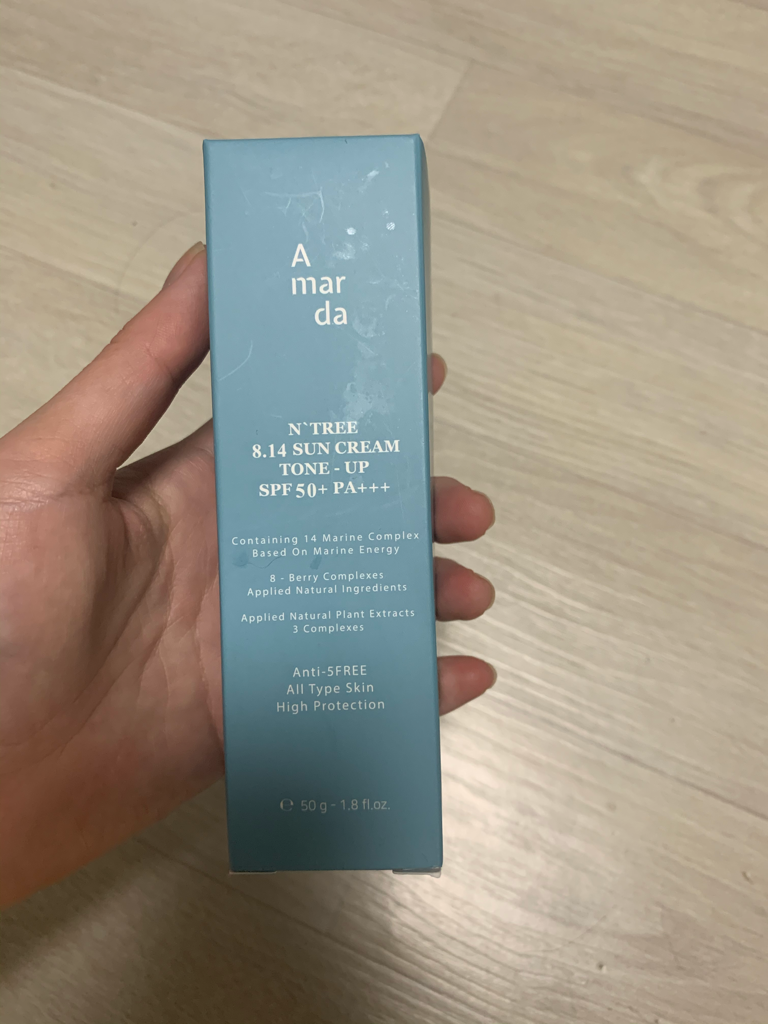 A
mar
da
N`TREE
8.14 SUN CREAM
TONE - UP
SPF 50+ PA+++
Containing 14 Marine Complex
Based On Marine Energy
8 - Berry Complexes
Applied Natural Ingredients
Applied Natural Plant Extracts
3 Complexes
Anti-5FREE
All Type Skin
High Protection
℮ 50 g - 1,8 fl.oz.